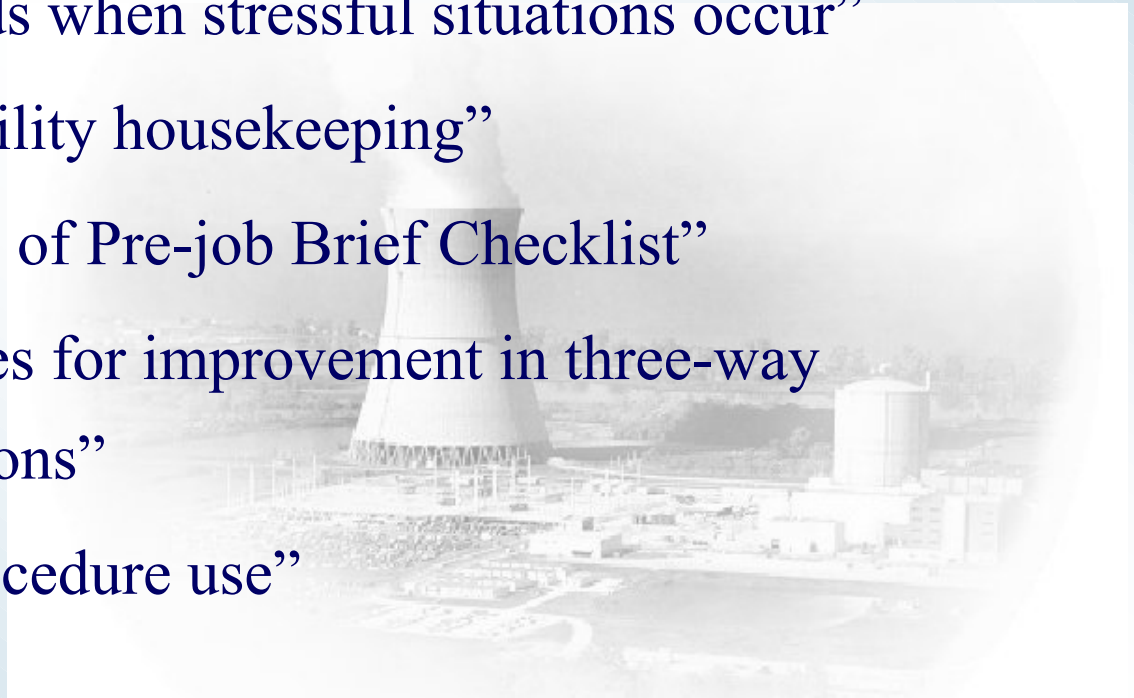 ds when stressful situations occur”
ility housekeeping”
of Pre-job Brief Checklist”
es for improvement in three-way
ons”
cedure use”